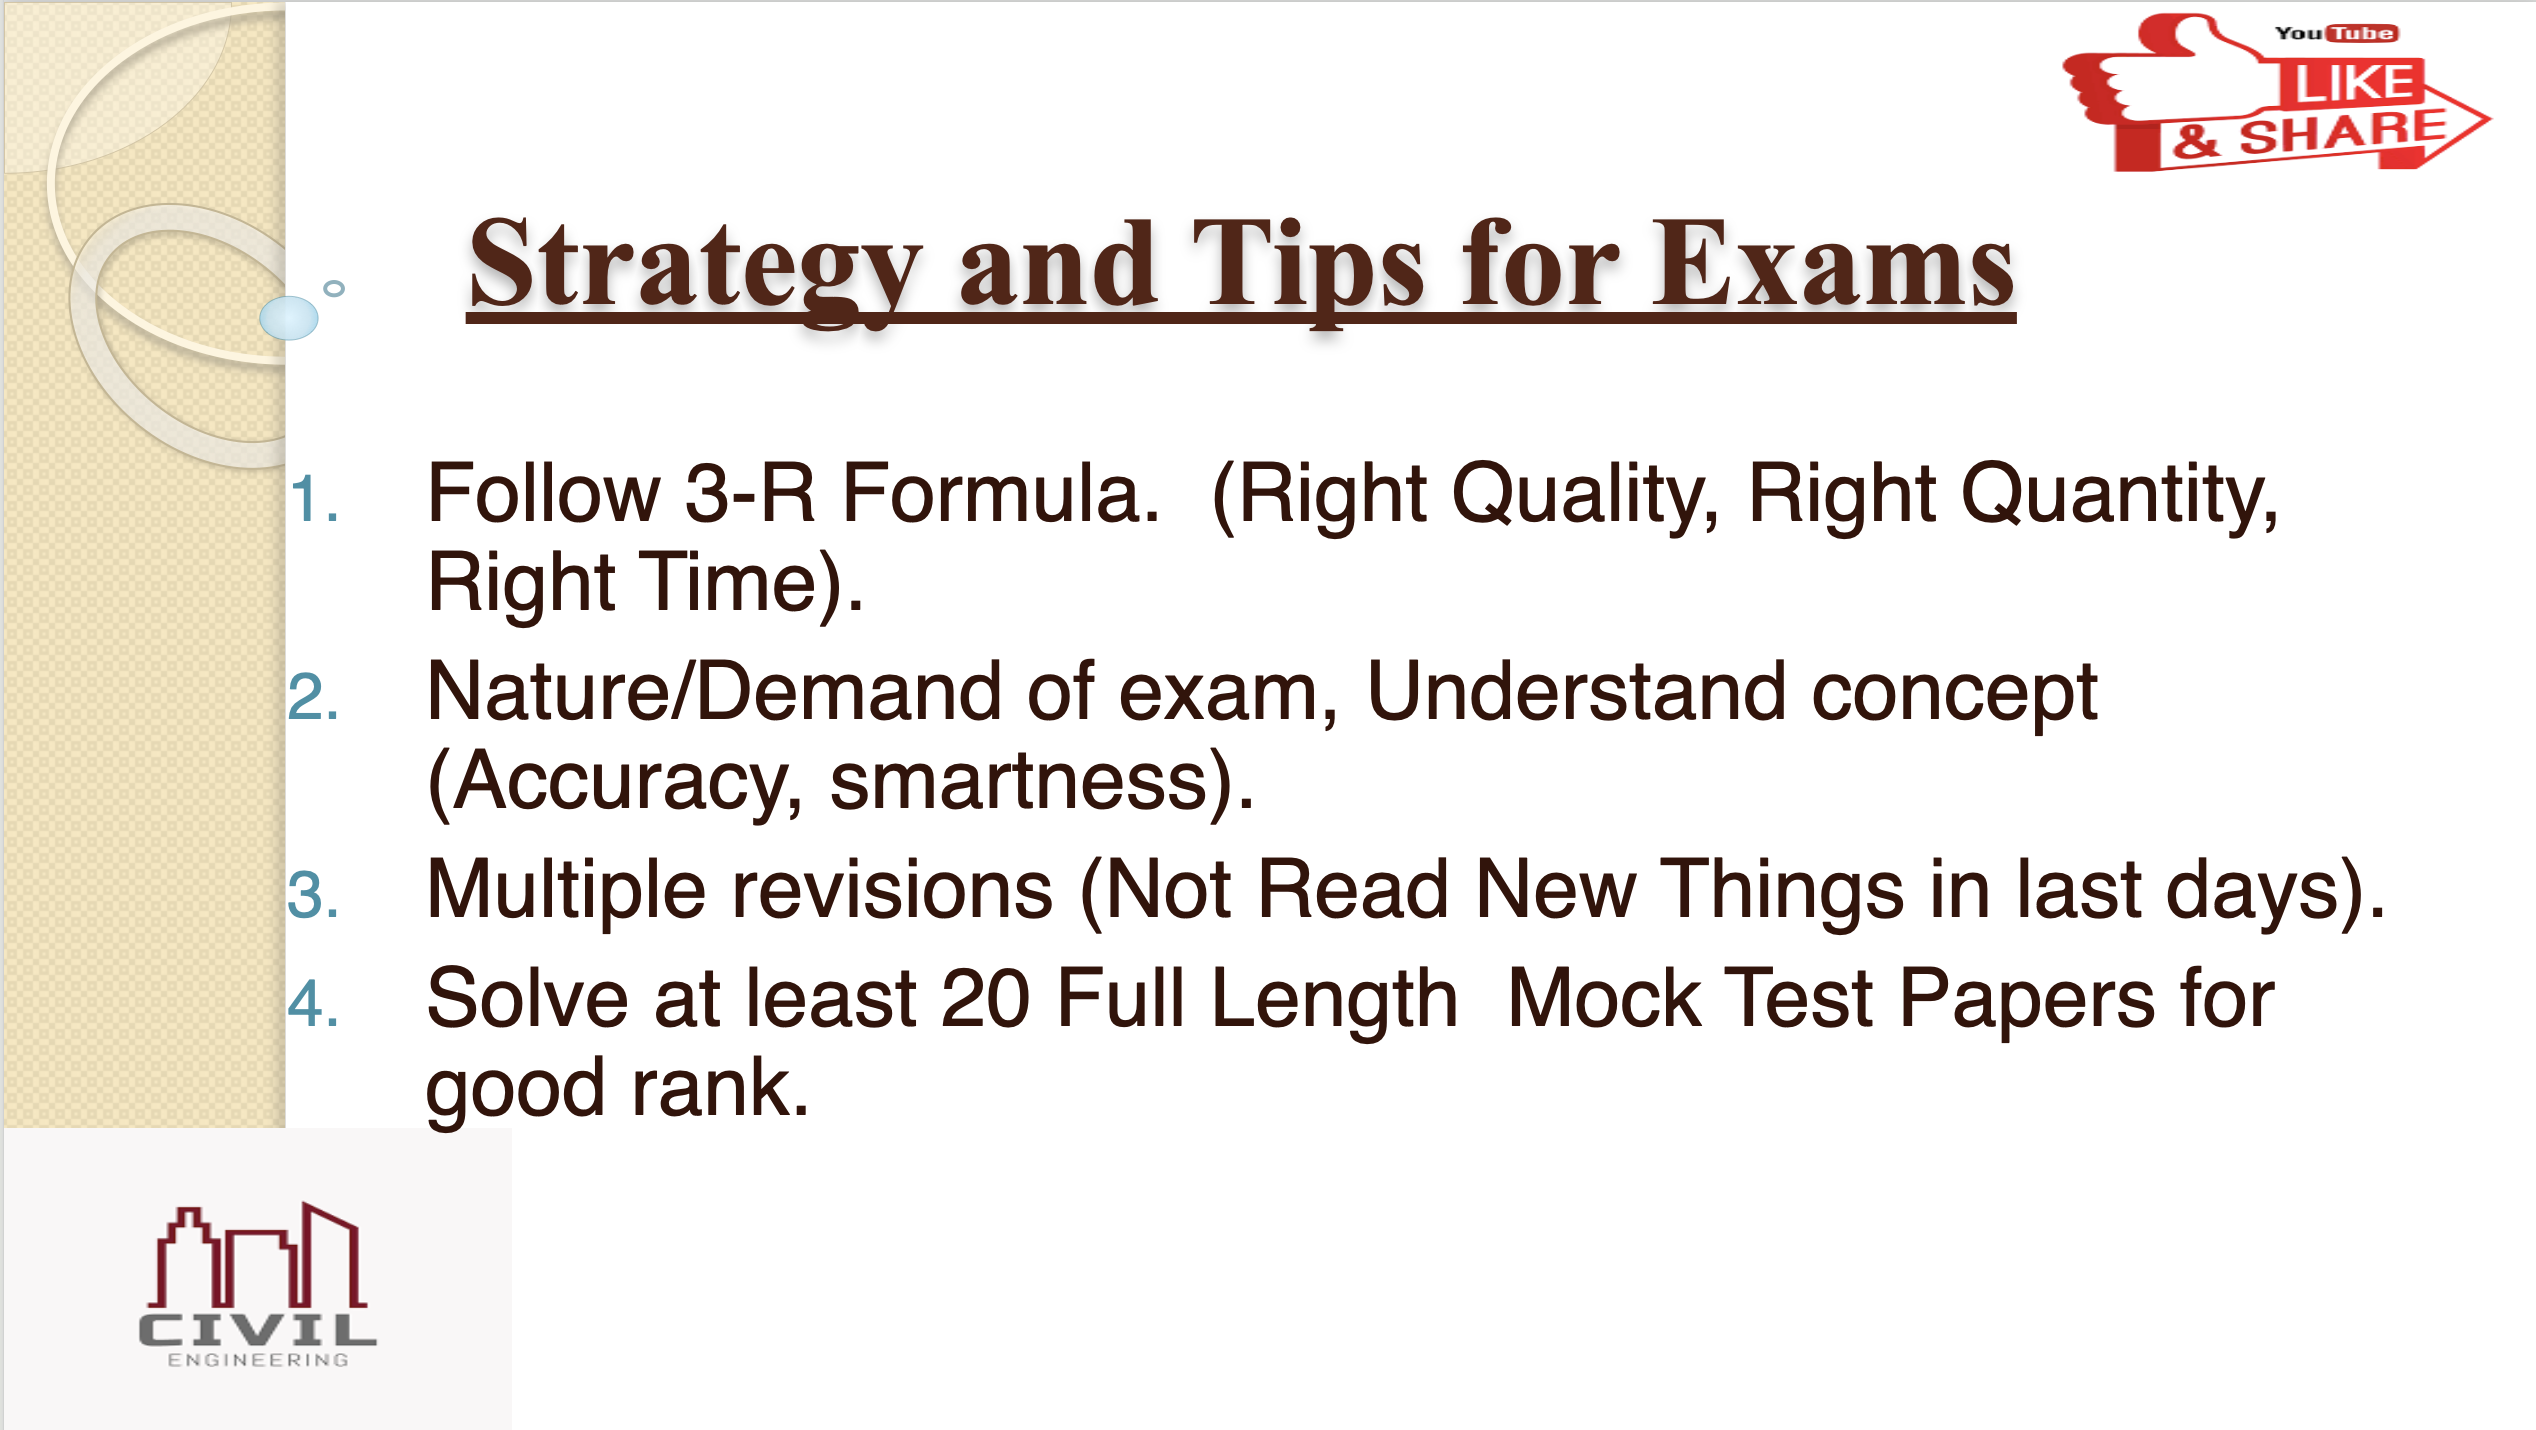 YouTube
LIKE
& SHARE
Strategy and Tips for Exams
1. Follow 3-R Formula.  (Right Quality, Right Quantity,
Right Time).
2. Nature/Demand of exam, Understand concept
(Accuracy, smartness).
3. Multiple revisions (Not Read New Things in last days).
4. Solve at least 20 Full Length  Mock Test Papers for
good rank.
CIVIL
ENGINEERING